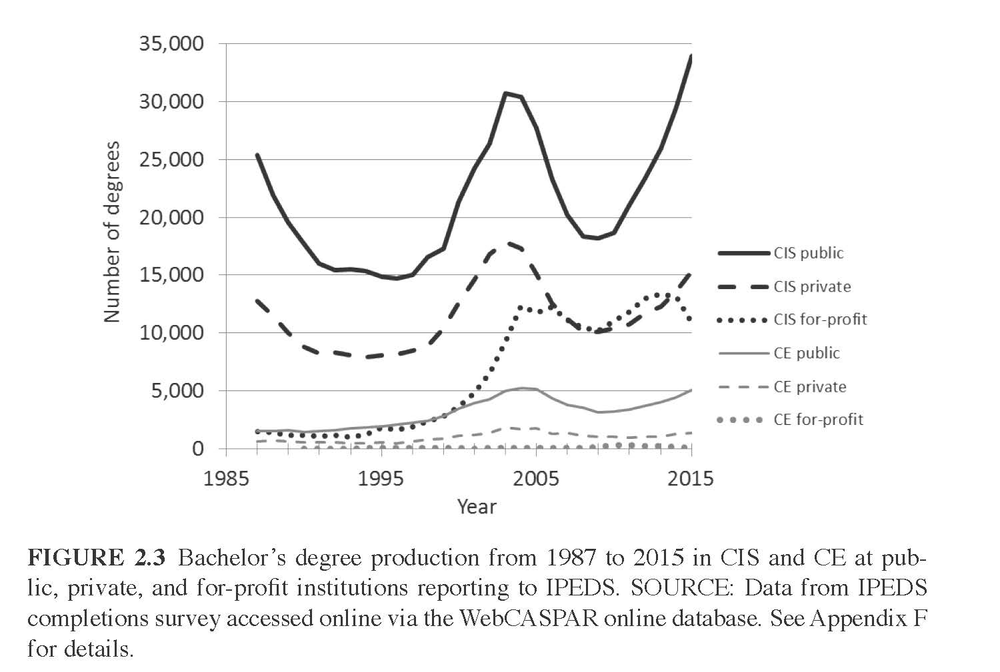 35,000
30,000
25,000
20,000
15,000
10,000
5,000
0
Number of degrees
1985 1995 2005 2015
Year
CIS public
CIS private
CIS for-profit
CE public
CE private
CE for-profit
FIGURE 2.3 Bachelor’s degree production from 1987 to 2015 in CIS and CE at pub-
lic, private, and for-profit institutions reporting to IPEDS. SOURCE: Data from IPEDS
completions survey accessed online via the WebCASPAR online database. See Appendix F
for details.